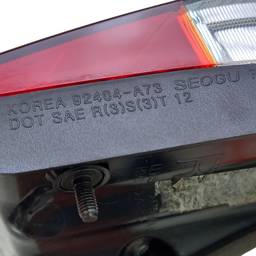 KOREA 92404-A73 SEOGU
DOT SAE R(3)S(3)T 12